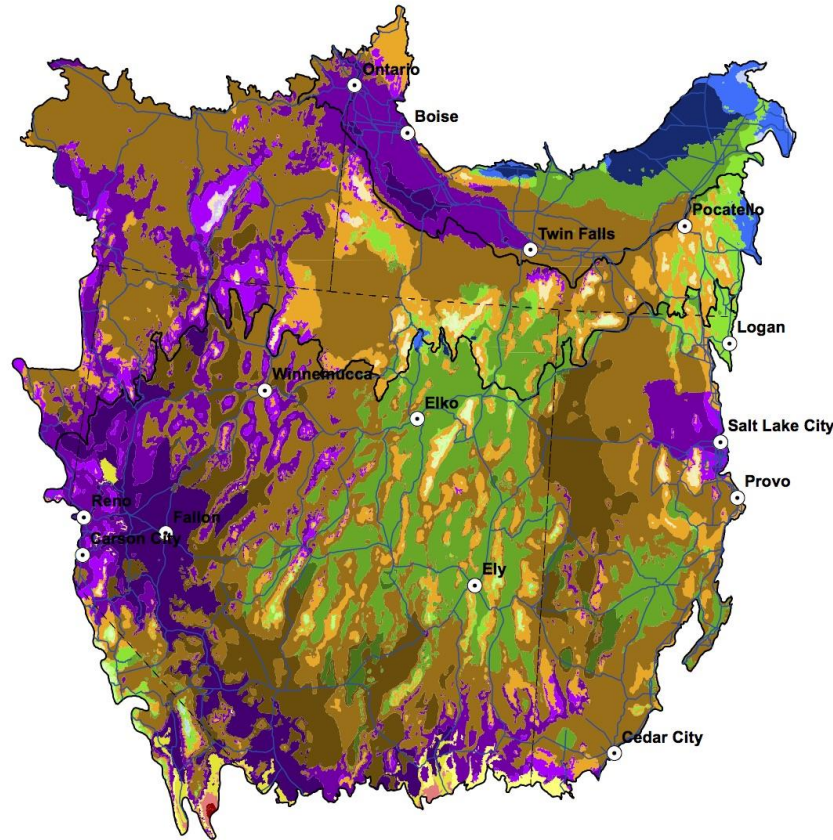 Ontario
Boise
Pocatello
Twin Falls
Logan
Winnemucca
Elko
Salt Lake City
Provo
Reno
Fallon
Carson City
Ely
Cedar City